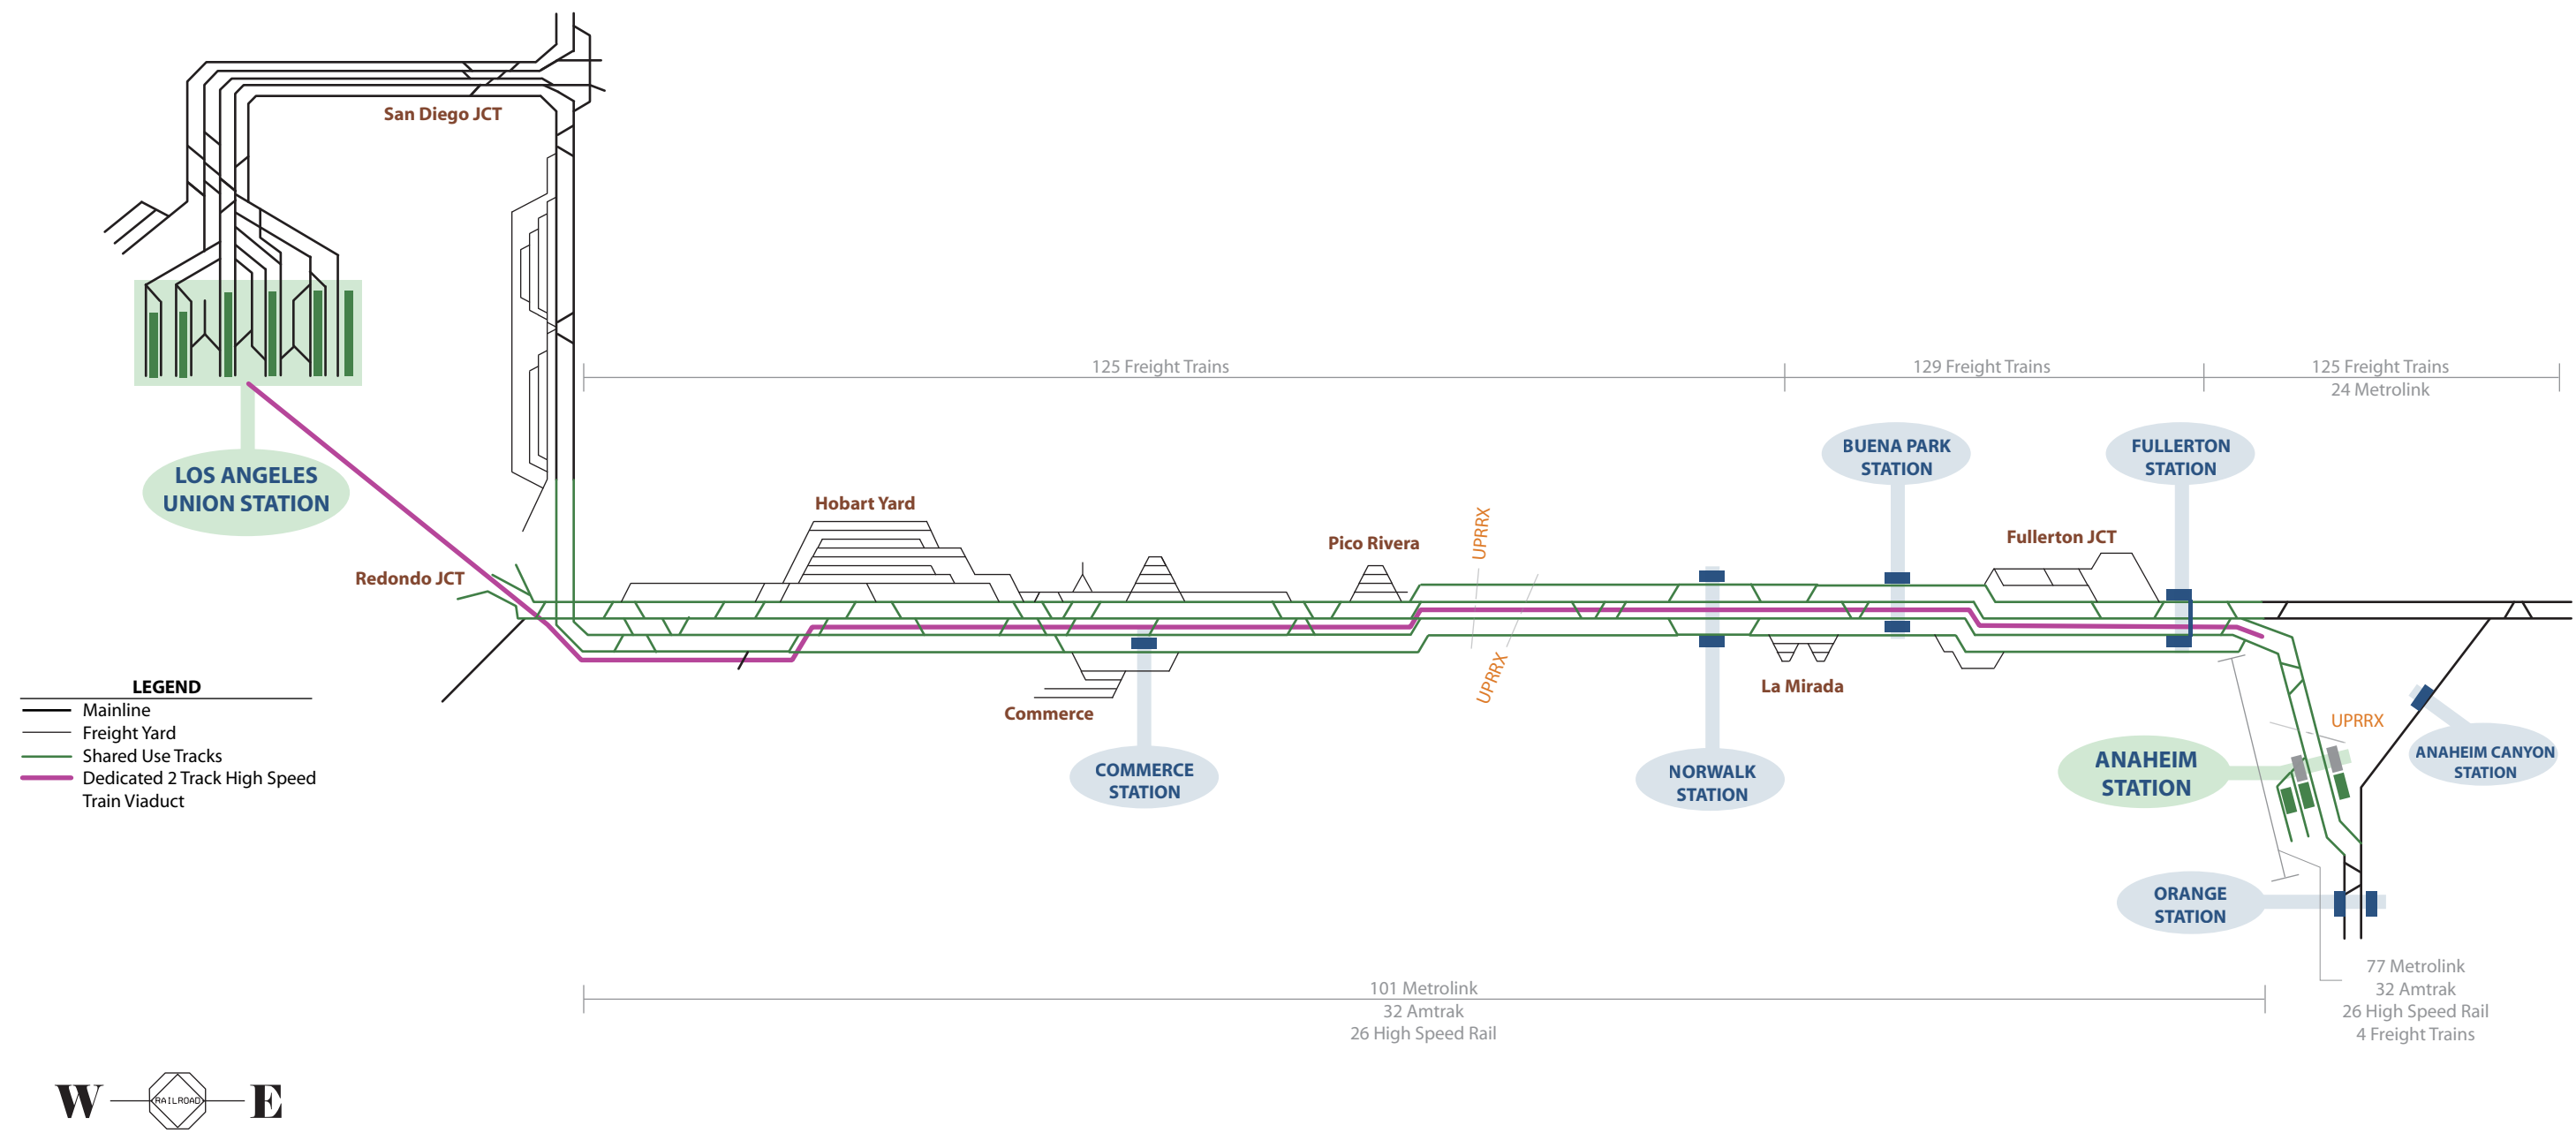 San Diego JCT
125 Freight Trains
129 Freight Trains
125 Freight Trains
24 Metrolink
LOS ANGELES
UNION STATION
BUENA PARK
STATION
FULLERTON
STATION
Hobart Yard
Pico Rivera
UPRRX
Fullerton JCT
Redondo JCT
UPRRX
La Mirada
Commerce
LEGEND
Mainline
Freight Yard
Shared Use Tracks
Dedicated 2 Track High Speed
Train Viaduct
COMMERCE
STATION
NORWALK
STATION
UPRRX
ANAHEIM
STATION
ANAHEIM CANYON
STATION
ORANGE
STATION
77 Metrolink
32 Amtrak
26 High Speed Rail
4 Freight Trains
101 Metrolink
32 Amtrak
26 High Speed Rail
W RAILROAD E